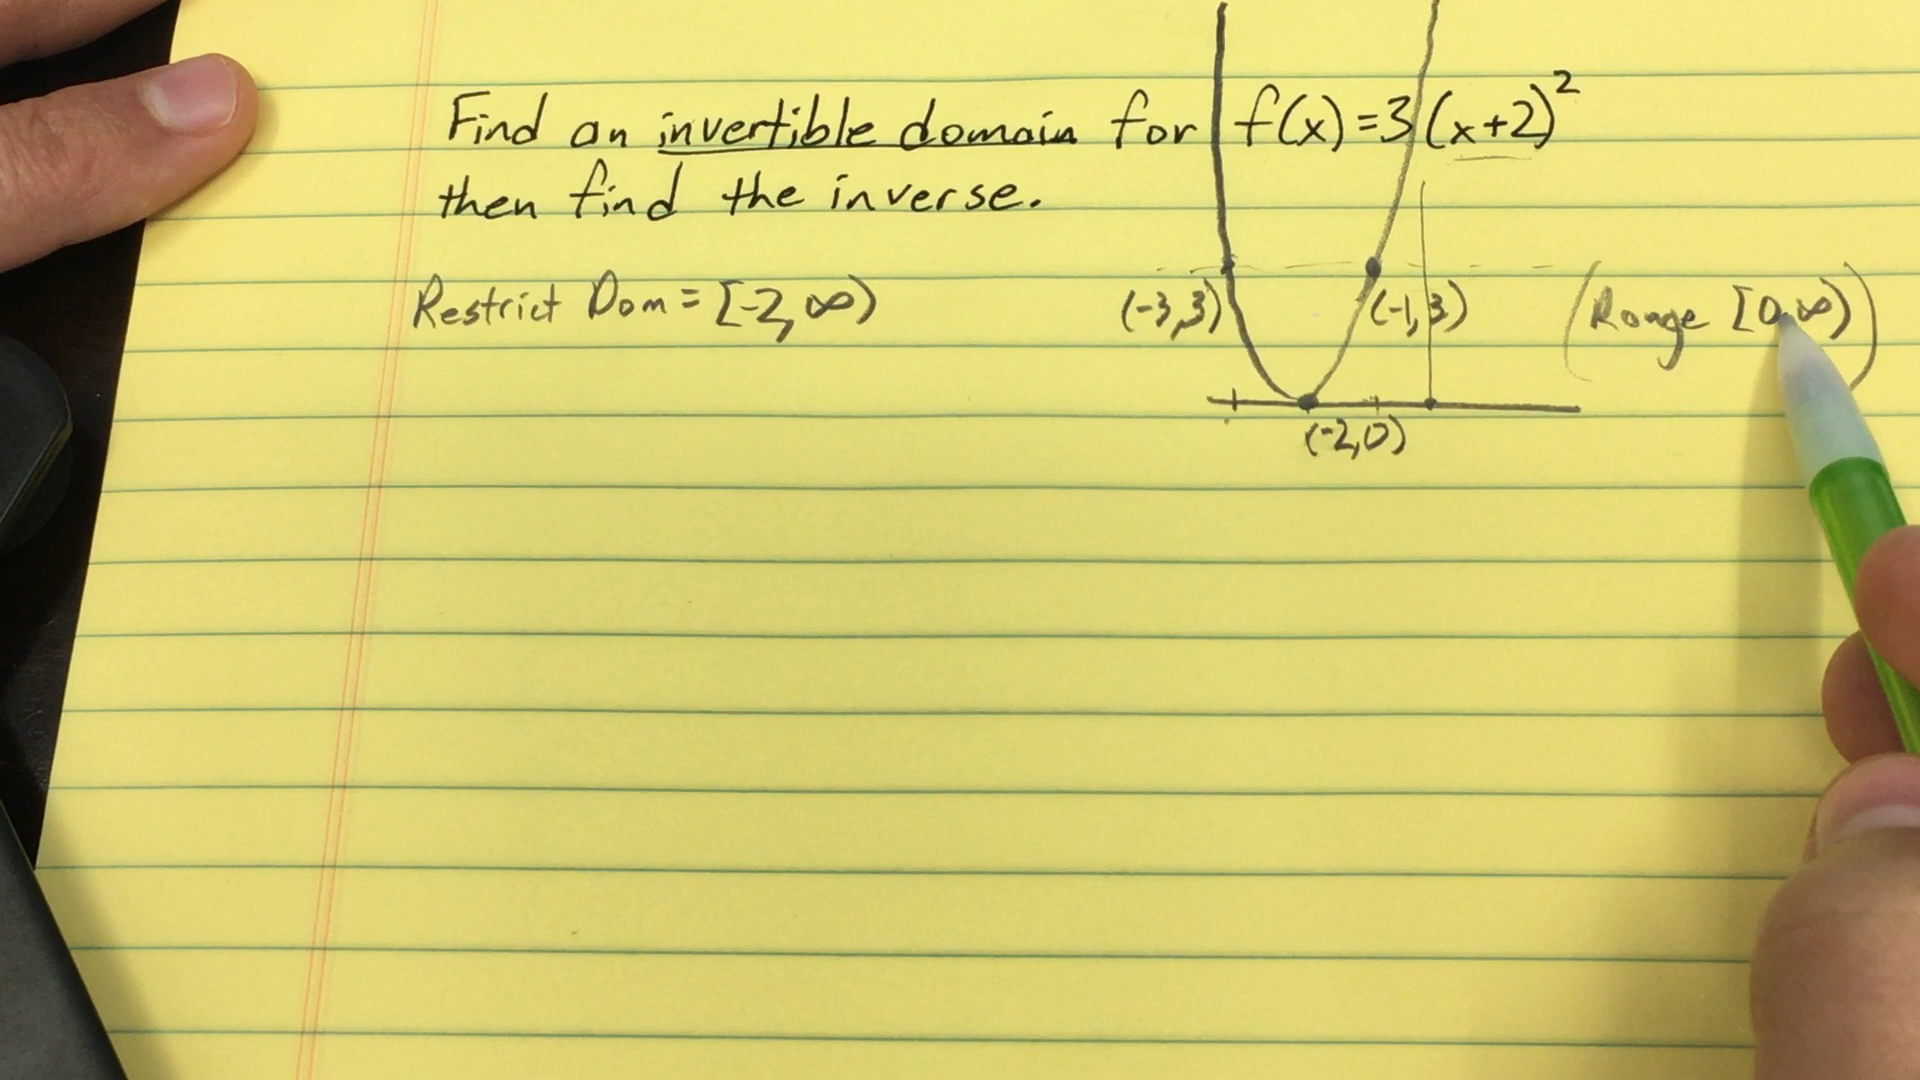 Find an invertible domain for f(x)=3(x+2)²
then find the inverse.
Restrict Dom = [-2, ∞)
(-3,3)
(-1,3)
(Range [0,∞))
(-2,0)